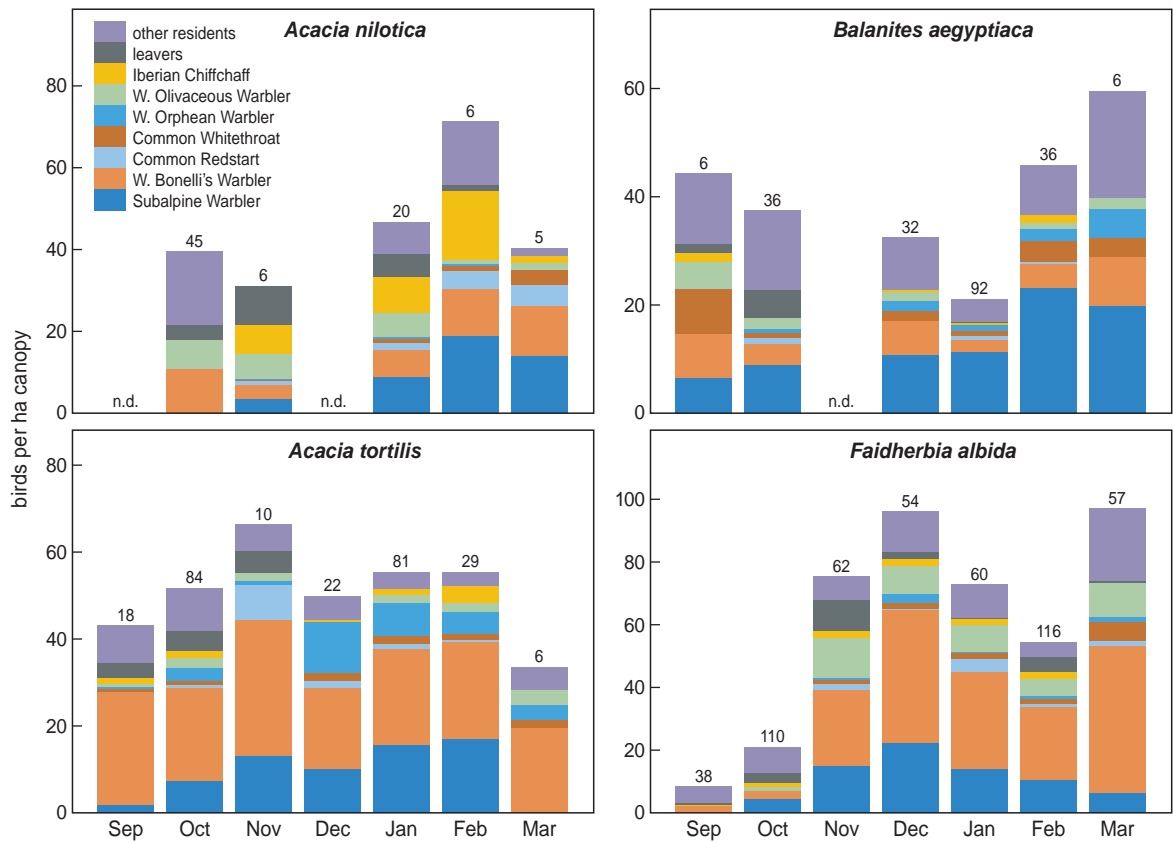 Acacia nilotica
other residents
leavers
Iberian Chiffchaff
W. Olivaceous Warbler
W. Orphean Warbler
Common Whitethroat
Common Redstart
W. Bonelli's Warbler
Subalpine Warbler
80
60
40
20
0
n.d.
45
6
n.d.
20
6
5
Balanites aegyptiaca
60
40
20
0
6
36
n.d.
32
92
36
6
birds per ha canopy
Acacia tortilis
80
60
40
20
0
18
84
10
22
81
29
6
Sep Oct Nov Dec Jan Feb Mar
Faidherbia albida
100
80
60
40
20
0
38
110
62
54
60
116
57
Sep Oct Nov Dec Jan Feb Mar